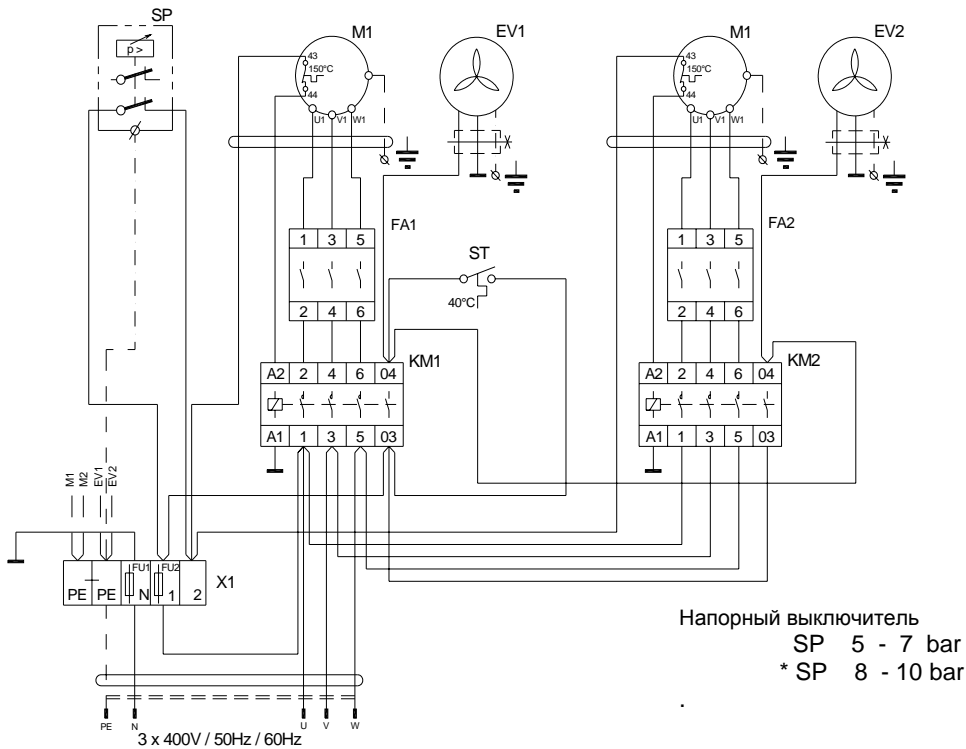 SP
p >
M1
EV1
M1
EV2
43
150°C
44
U1 V1 W1
43
150°C
44
U1 V1 W1
FA1
1 3 5
2 4 6
FA2
1 3 5
2 4 6
ST
40°C
KM1
A2 2 4 6 04
A1 1 3 5 03
KM2
A2 2 4 6 04
A1 1 3 5 03
M1
M2
EV1
EV2
FU1 FU2
PE PE N 1 2
X1
Напорный выключитель
SP 5 - 7 bar
* SP 8 - 10 bar
.
PE N U V W
3 x 400V / 50Hz / 60Hz